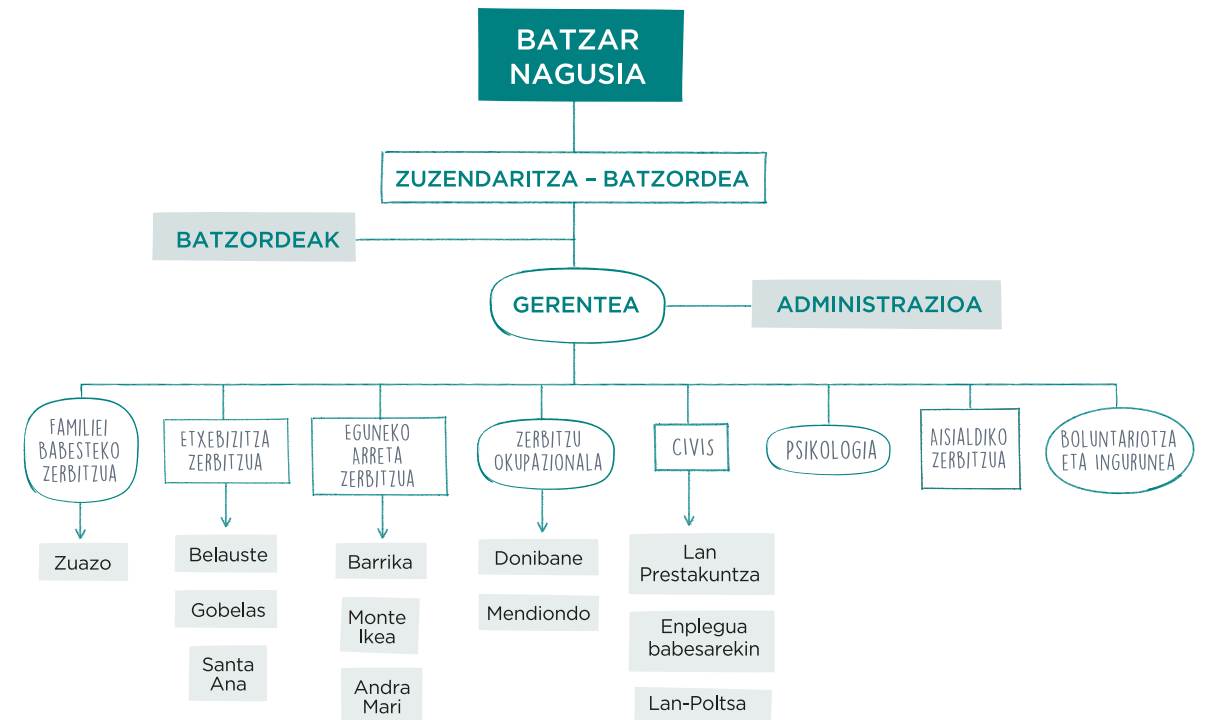 BATZAR
NAGUSIA
ZUZENDARITZA – BATZORDEA
BATZORDEAK
GERENTEA
ADMINISTRAZIOA
FAMILIEI
BABESTEKO
ZERBITZUA
ETXEBIZITZA
ZERBITZUA
EGUNEKO
ARRETA
ZERBITZUA
ZERBITZU
OKUPAZIONALA
CIVIS
PSIKOLOGIA
AISIALDIKO
ZERBITZUA
BOLUNTARIOTZA
ETA INGURUNEA
Zuazo
Belauste
Gobelas
Santa
Ana
Barrika
Monte
Ikea
Andra
Mari
Donibane
Mendiondo
Lan
Prestakuntza
Enplegua
babesarekin
Lan-Poltsa